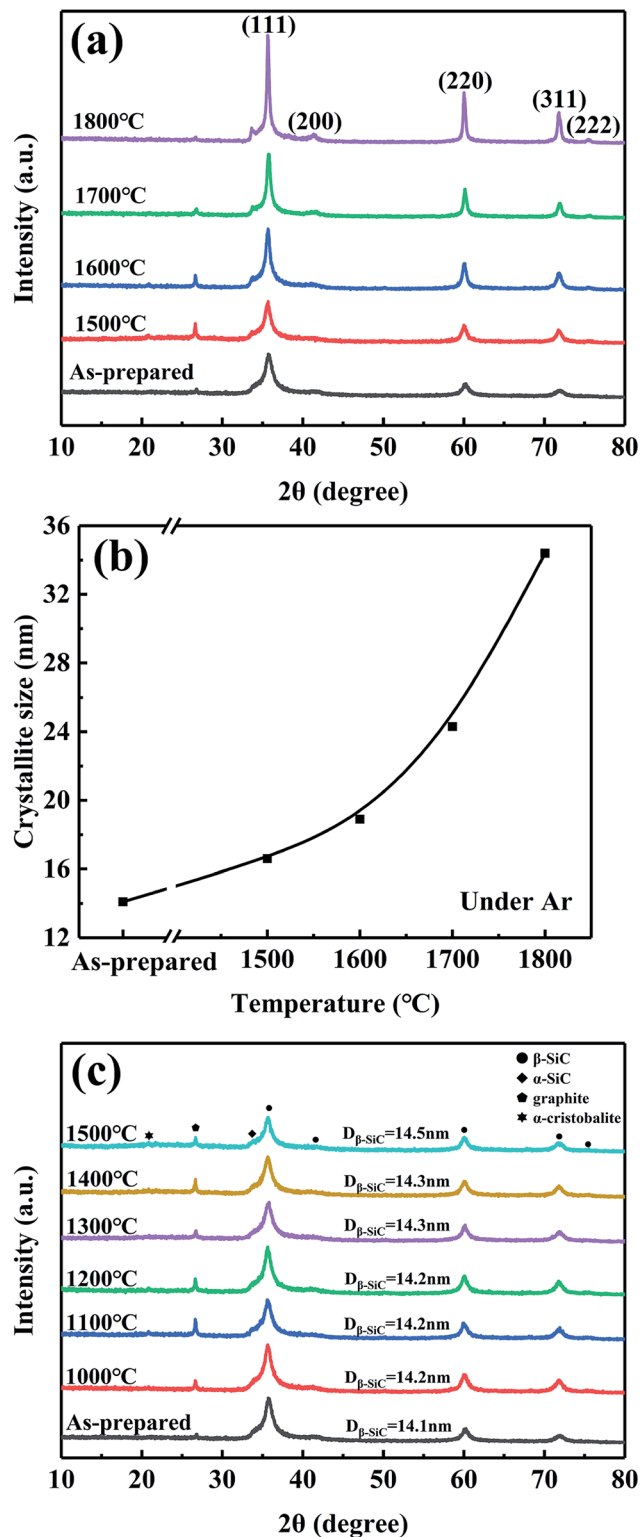 (a)
(111)
(200)
(220)
(311)
(222)
1800℃
1700℃
1600℃
1500℃
As-prepared
Intensity (a.u.)
10 20 30 40 50 60 70 80
2θ (degree)
(b)
36
32
28
24
20
16
12
Crystallite size (nm)
Under Ar
As-prepared 1500 1600 1700 1800
Temperature (℃)
(c)
β-SiC
α-SiC
graphite
α-cristobalite
1500℃ Dβ-SiC=14.5nm
1400℃ Dβ-SiC=14.3nm
1300℃ Dβ-SiC=14.3nm
1200℃ Dβ-SiC=14.2nm
1100℃ Dβ-SiC=14.2nm
1000℃ Dβ-SiC=14.2nm
As-prepared Dβ-SiC=14.1nm
Intensity (a.u.)
10 20 30 40 50 60 70 80
2θ (degree)